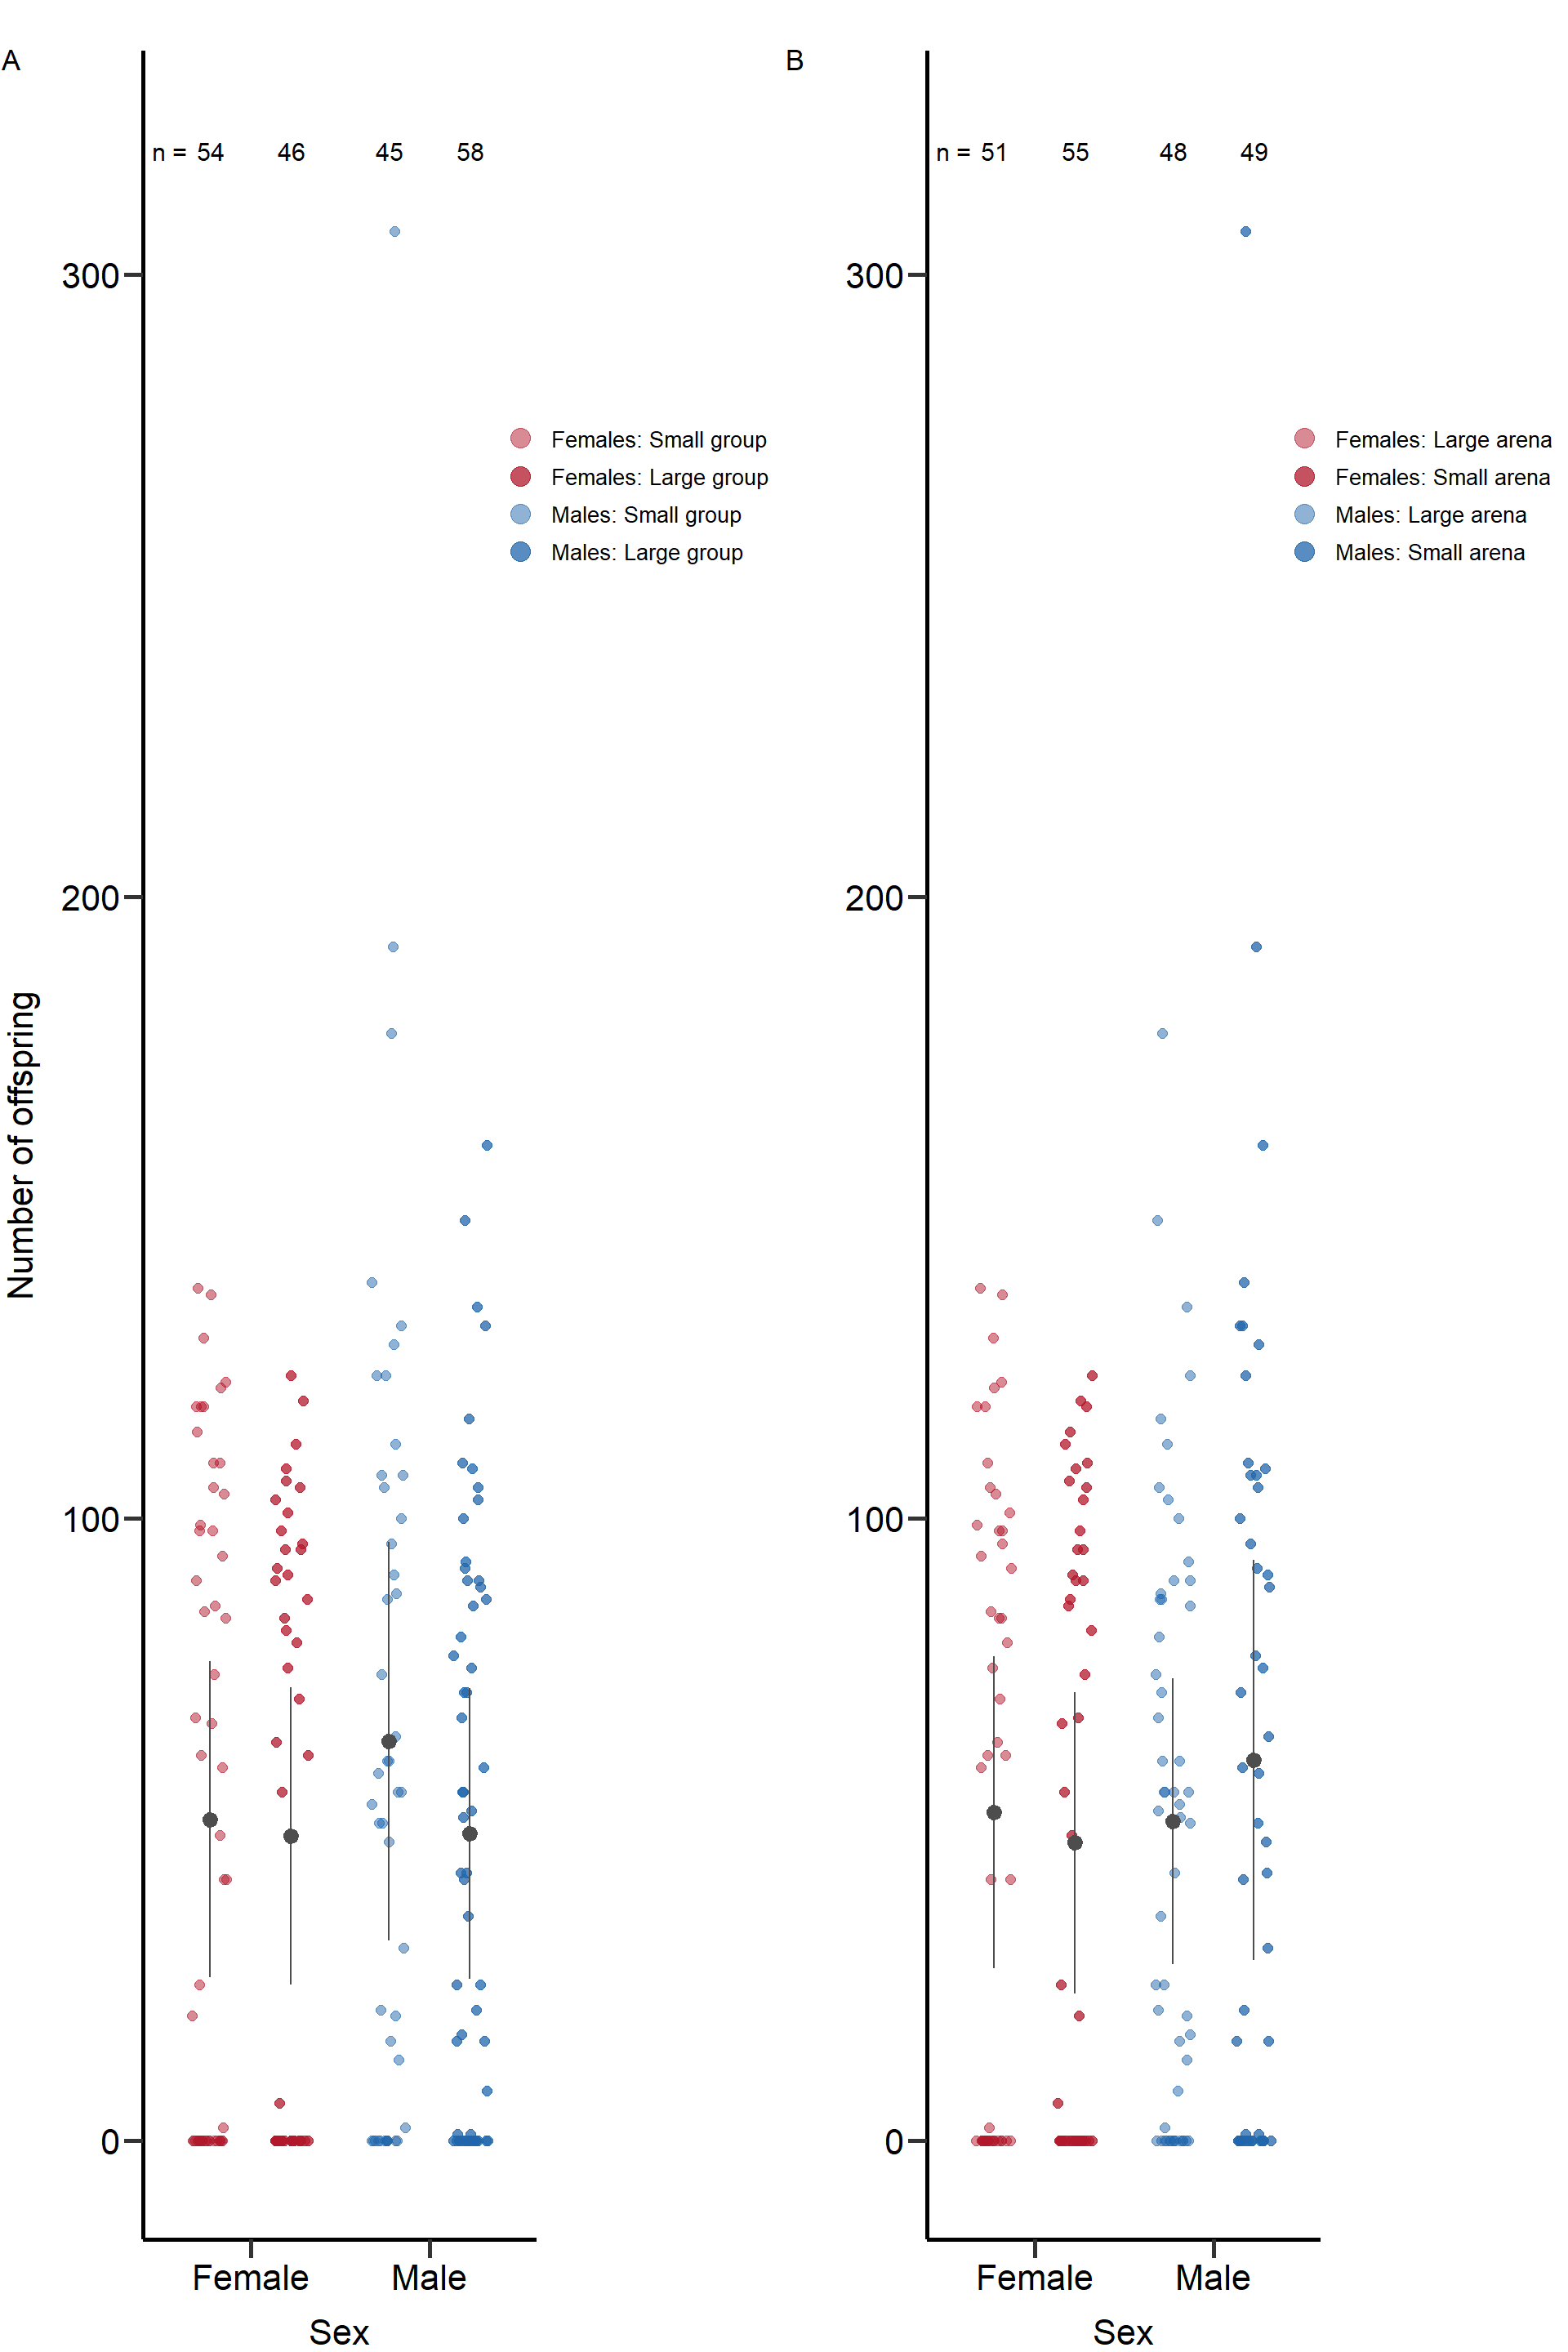 A
n = 54 46 45 58
300
Females: Small group
Females: Large group
Males: Small group
Males: Large group
200
Number of offspring
100
0
Female Male
Sex
B
n = 51 55 48 49
300
Females: Large arena
Females: Small arena
Males: Large arena
Males: Small arena
200
100
0
Female Male
Sex